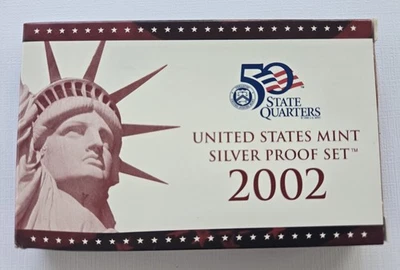 50
STATE
QUARTERS
UNITED STATES MINT
SILVER PROOF SET™
2002